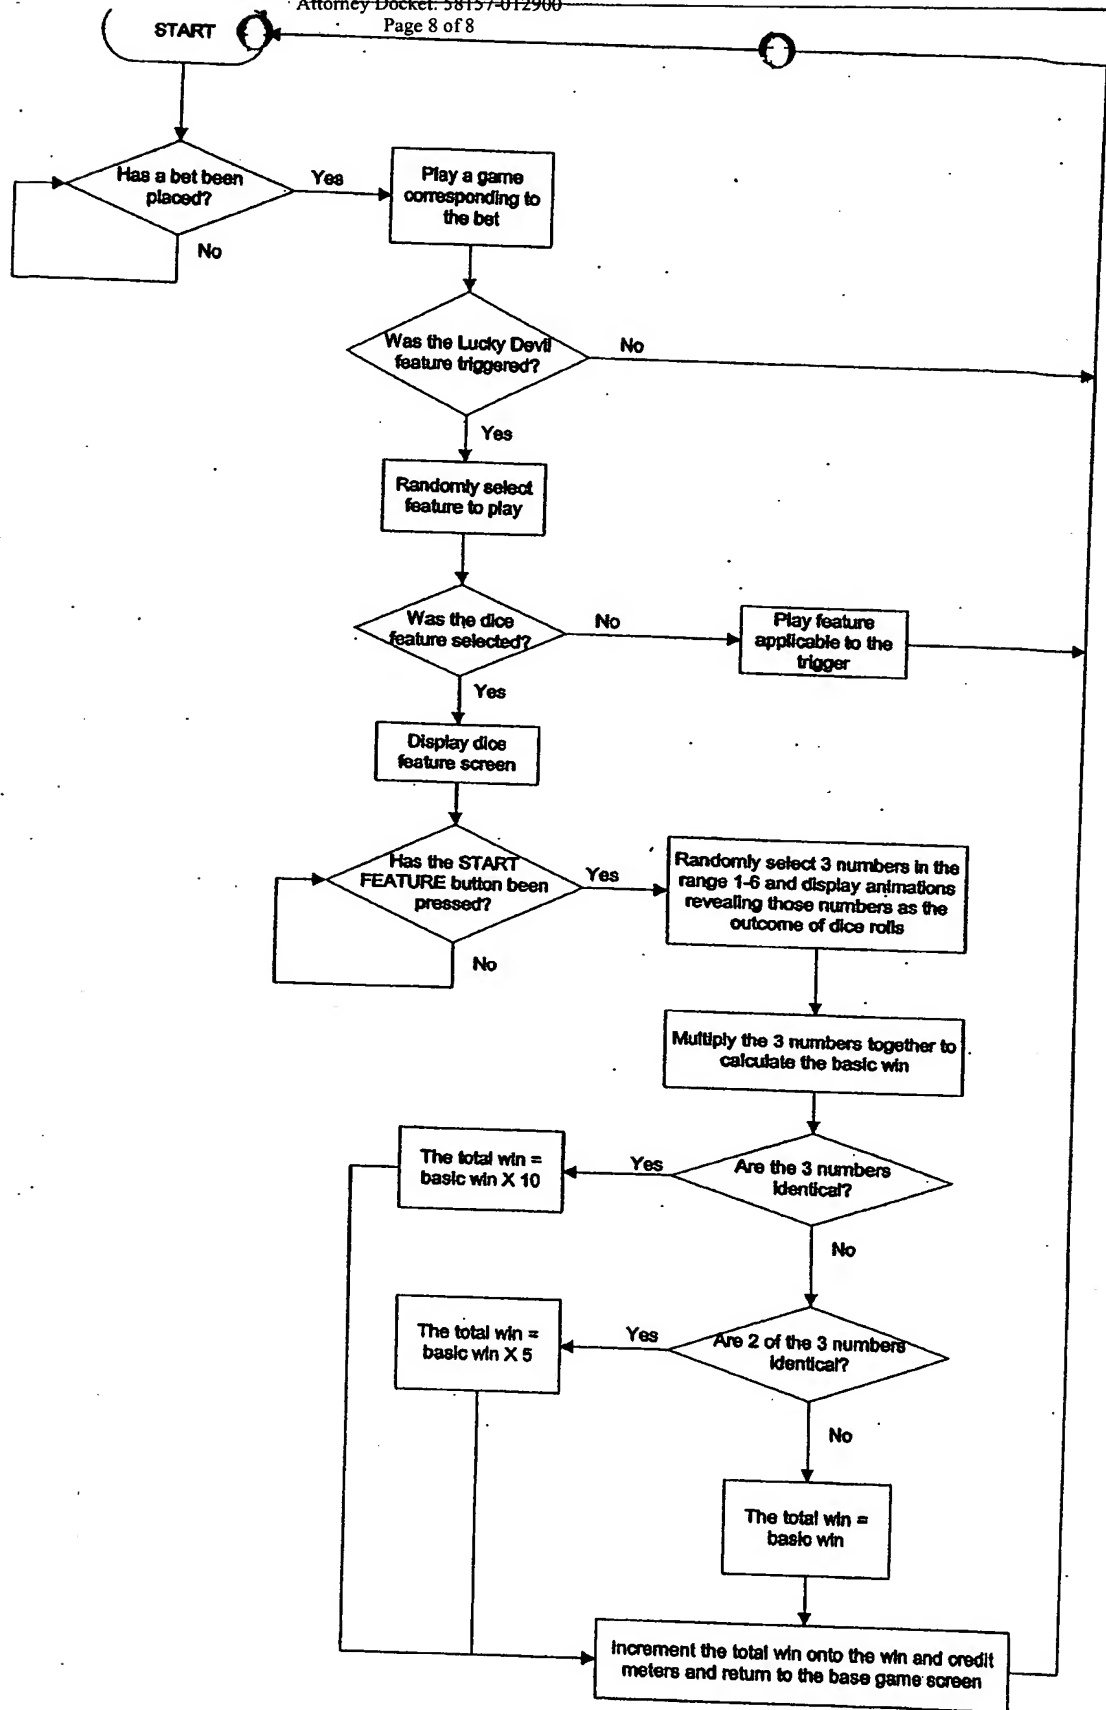 Attorney Docket: 58157-012900
Page 8 of 8
START
Has a bet been
placed?
Yes
No
Play a game
corresponding to
the bet
Was the Lucky Devil
feature triggered?
No
Yes
Randomly select
feature to play
Was the dice
feature selected?
No
Yes
Play feature
applicable to the
trigger
Display dice
feature screen
Has the START
FEATURE button been
pressed?
Yes
No
Randomly select 3 numbers in the
range 1-6 and display animations
revealing those numbers as the
outcome of dice rolls
Multiply the 3 numbers together to
calculate the basic win
Are the 3 numbers
identical?
Yes
No
The total win =
basic win X 10
Are 2 of the 3 numbers
identical?
Yes
No
The total win =
basic win X 5
The total win =
basic win
Increment the total win onto the win and credit
meters and return to the base game screen